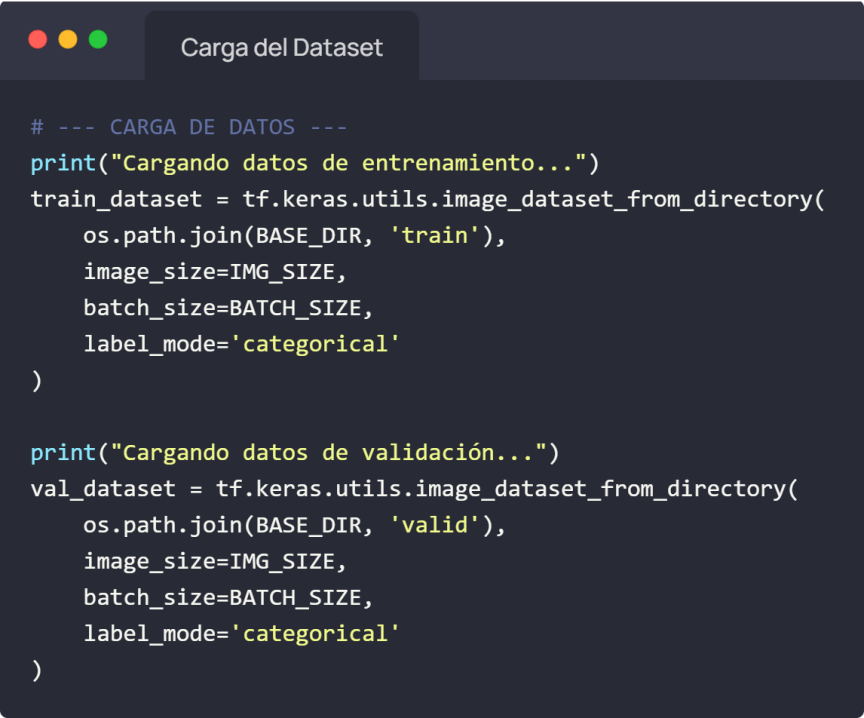 Carga del Dataset
# --- CARGA DE DATOS ---
print("Cargando datos de entrenamiento...")
train_dataset = tf.keras.utils.image_dataset_from_directory(
    os.path.join(BASE_DIR, 'train'),
    image_size=IMG_SIZE,
    batch_size=BATCH_SIZE,
    label_mode='categorical'
)
print("Cargando datos de validación...")
val_dataset = tf.keras.utils.image_dataset_from_directory(
    os.path.join(BASE_DIR, 'valid'),
    image_size=IMG_SIZE,
    batch_size=BATCH_SIZE,
    label_mode='categorical'
)